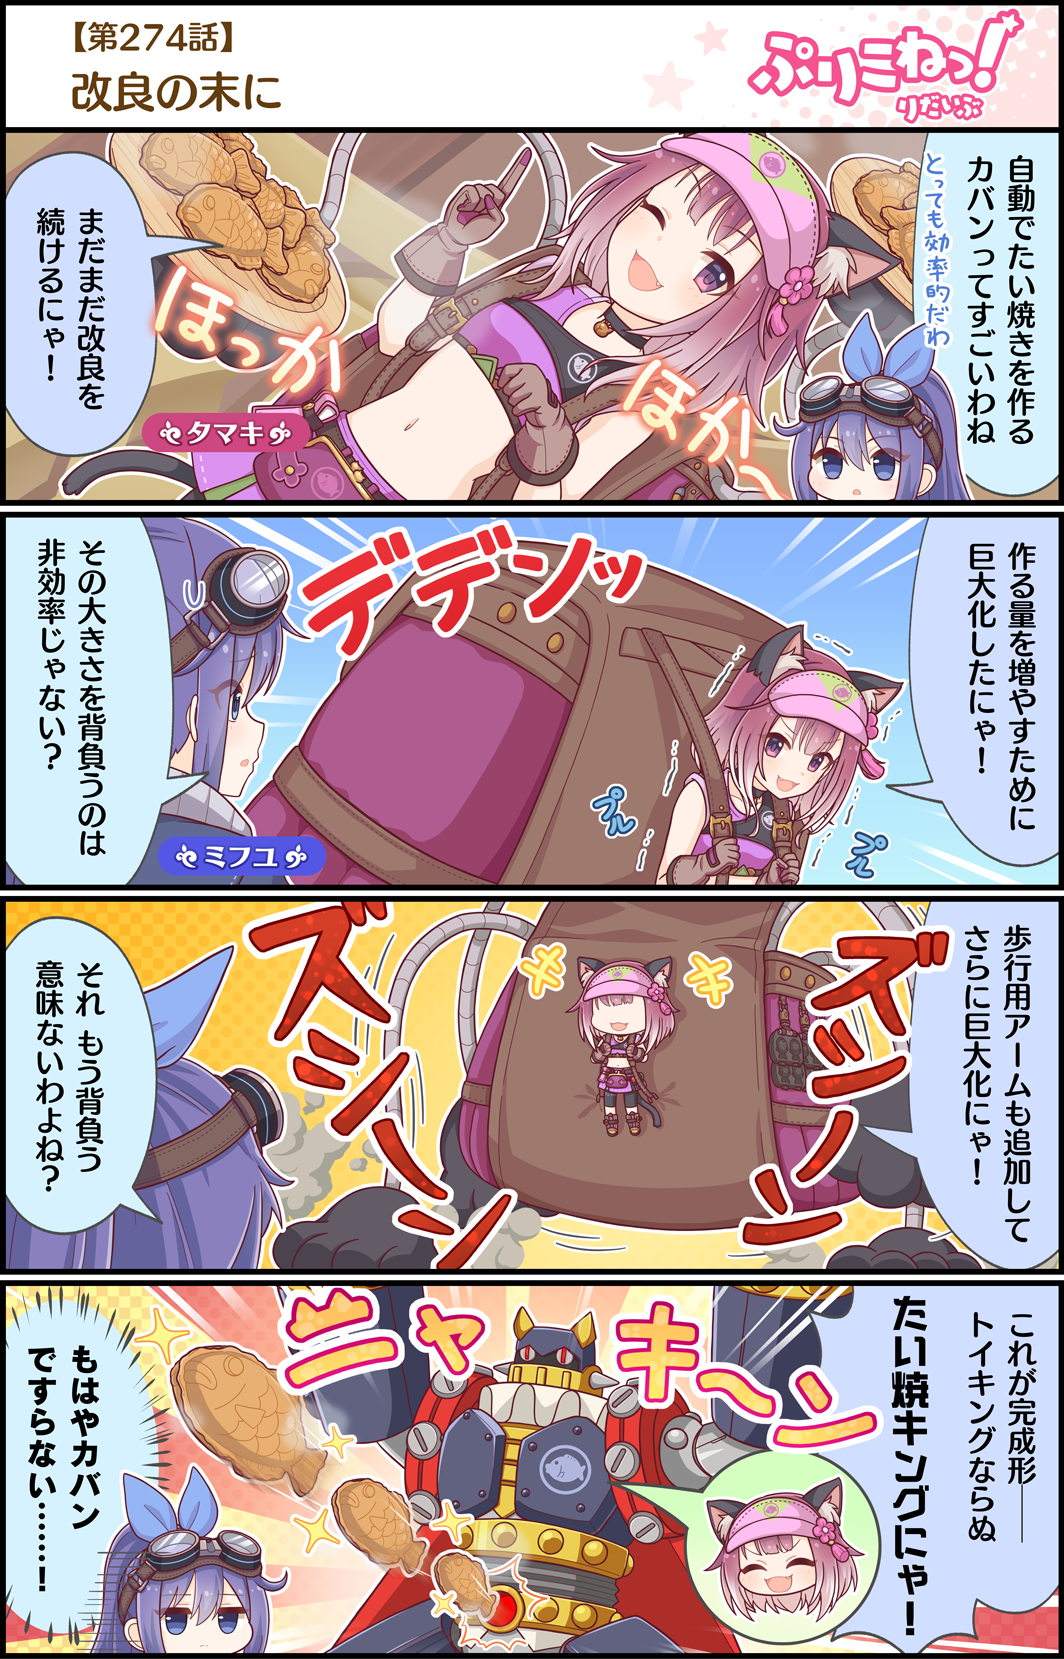 【第274話】
改良の末に
ぷりこねっ!
りだいぶ
自動でたい焼きを作る
カバンってすごいわね
とっても効率的だわ
まだまだ改良を
続けるにゃ！
ほっか
ほかっ
タマキ
作る量を増やすために
巨大化したにゃ！
デデデンッ
プル
プル
その大きさを背負うのは
非効率じゃない？
ミフユ
歩行用アームも追加して
さらに巨大化にゃ！
ズッシン
ズシーン
それ もう背負う
意味ないわよね？
これが完成形――
トイキングならぬ
たい焼キングにゃ！
ニャキーン
もはやカバン
ですらない……！